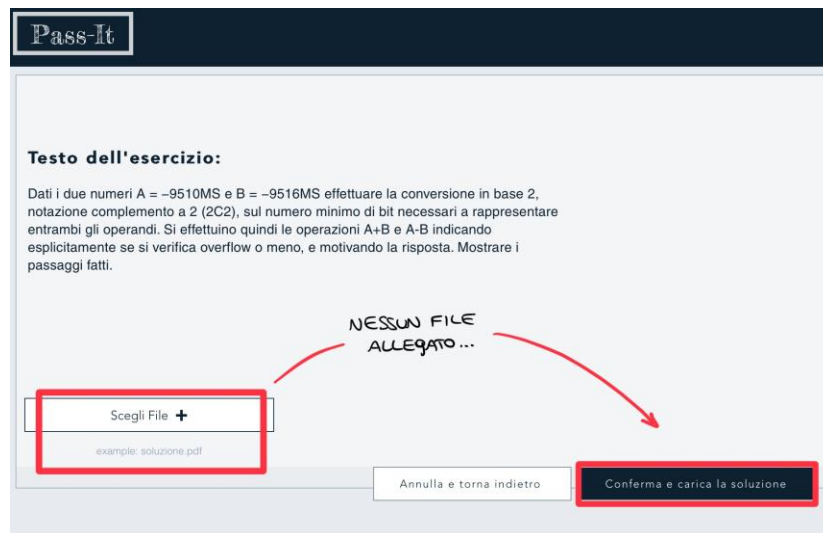 Pass-It
Testo dell'esercizio:
Dati i due numeri A = −9510MS e B = −9516MS effettuare la conversione in base 2,
notazione complemento a 2 (2C2), sul numero minimo di bit necessari a rappresentare
entrambi gli operandi. Si effettuino quindi le operazioni A+B e A-B indicando
esplicitamente se si verifica overflow o meno, e motivando la risposta. Mostrare i
passaggi fatti.
NESSUN FILE
ALLEGATO...
Scegli File +
example: soluzione.pdf
Annulla e torna indietro
Conferma e carica la soluzione